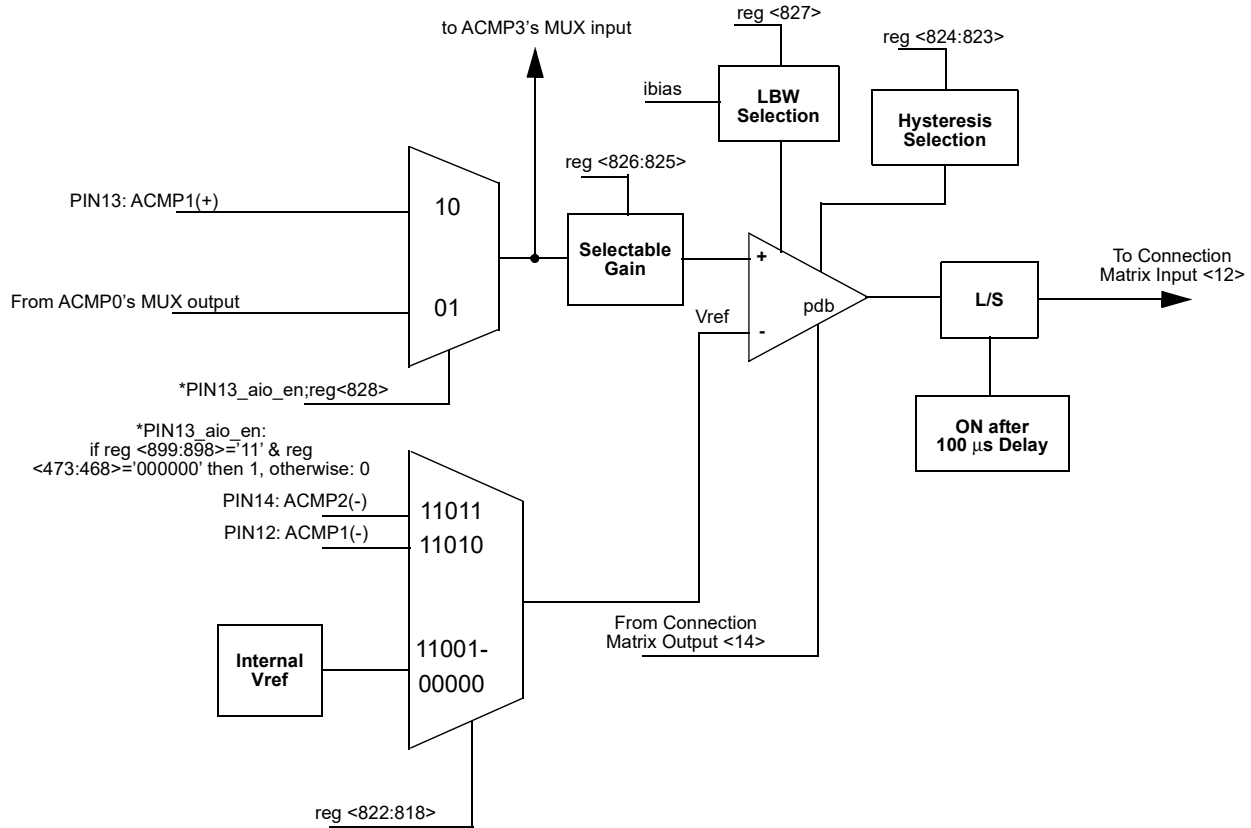 reg <827>
to ACMP3's MUX input
reg <824:823>
ibias
LBW
Selection
Hysteresis
Selection
reg <826:825>
PIN13: ACMP1(+)
10
Selectable
Gain
+
To Connection
Matrix Input <12>
From ACMP0's MUX output
01
Vref
pdb
-
L/S
*PIN13_aio_en;reg<828>
*PIN13_aio_en:
if reg <899:898>='11' & reg
<473:468>='000000' then 1, otherwise: 0
ON after
100 μs Delay
PIN14: ACMP2(-)
11011
PIN12: ACMP1(-)
11010
From Connection
Matrix Output <14>
Internal
Vref
11001-
00000
reg <822:818>